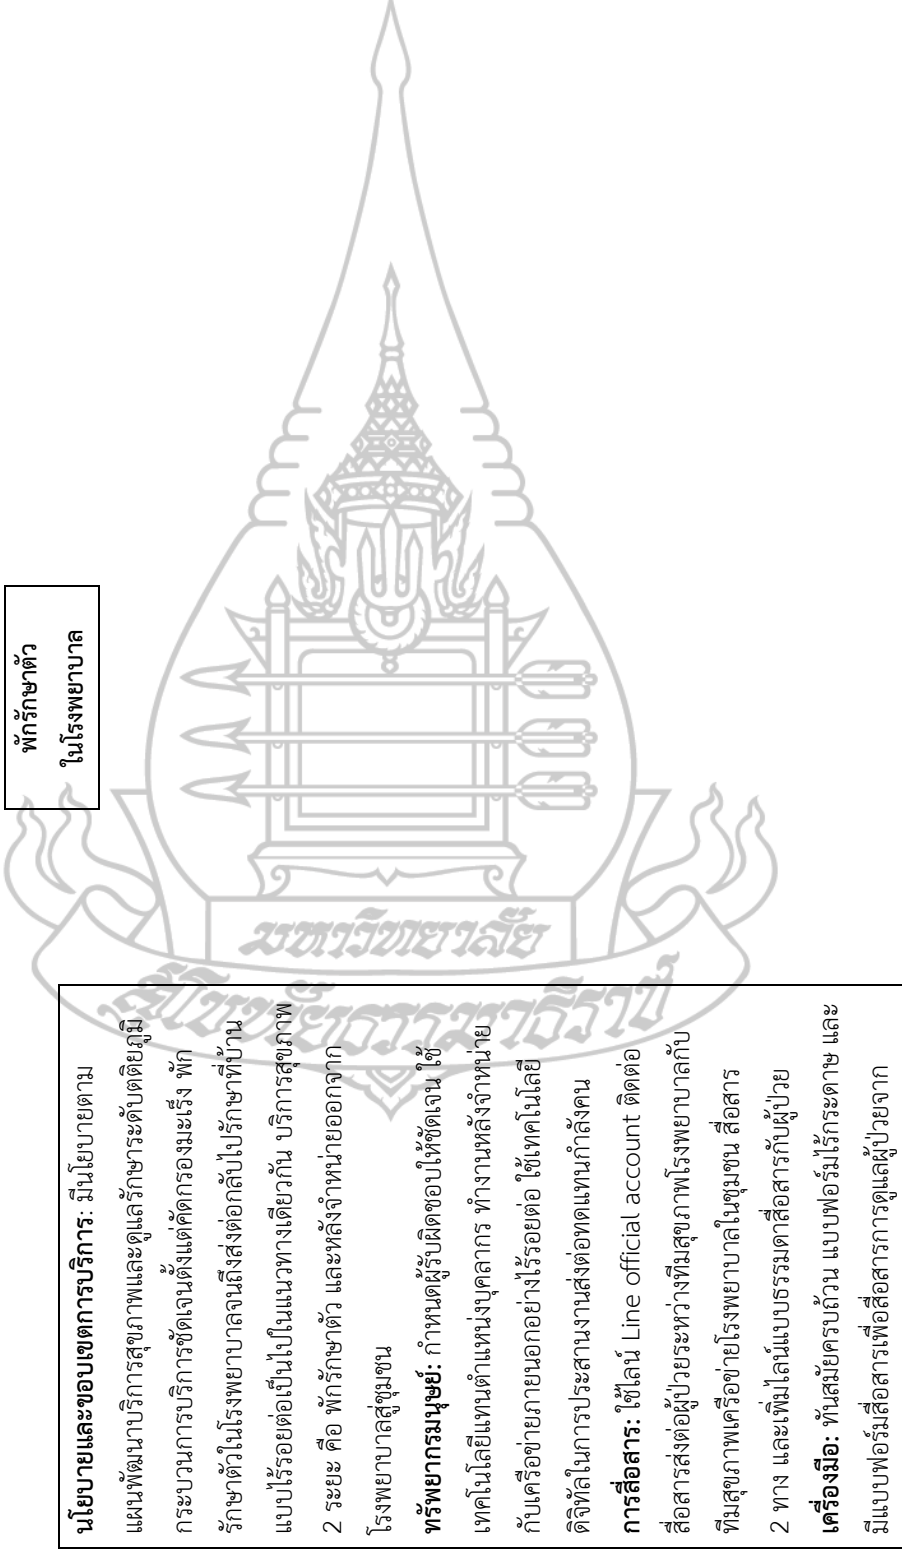 พักรักษาตัว
ในโรงพยาบาล
นโยบายและขอบเขตการบริการ: มีนโยบายตาม
แผนพัฒนาบริการสุขภาพและดูแลรักษาระดับตติยภูมิ
กระบวนการบริการชัดเจนตั้งแต่คัดกรองมะเร็ง พัก
รักษาตัวในโรงพยาบาลจนถึงส่งต่อกลับไปรักษาที่บ้าน
แบบไร้รอยต่อเป็นไปในแนวทางเดียวกัน บริการสุขภาพ
2 ระยะ คือ พักรักษาตัว และหลังจำหน่ายออกจาก
โรงพยาบาลสู่ชุมชน
ทรัพยากรมนุษย์: กำหนดผู้รับผิดชอบให้ชัดเจน ใช้
เทคโนโลยีแทนตำแหน่งบุคลากร ทำงานหลังจำหน่าย
กับเครือข่ายภายนอกอย่างไร้รอยต่อ ใช้เทคโนโลยี
ดิจิทัลในการประสานงานส่งต่อทดแทนกำลังคน
การสื่อสาร: ใช้ไลน์ Line official account ติดต่อ
สื่อสารส่งต่อผู้ป่วยระหว่างทีมสุขภาพโรงพยาบาลกับ
ทีมสุขภาพเครือข่ายโรงพยาบาลในชุมชน สื่อสาร
2 ทาง และเพิ่มไลน์แบบธรรมดาสื่อสารกับผู้ป่วย
เครื่องมือ: ทันสมัยครบถ้วน แบบฟอร์มไร้กระดาษ และ
มีแบบฟอร์มสื่อสารเพื่อสื่อสารการดูแลผู้ป่วยจาก
มหาวิทยาลัย
สุโขทัยธรรมาธิราช